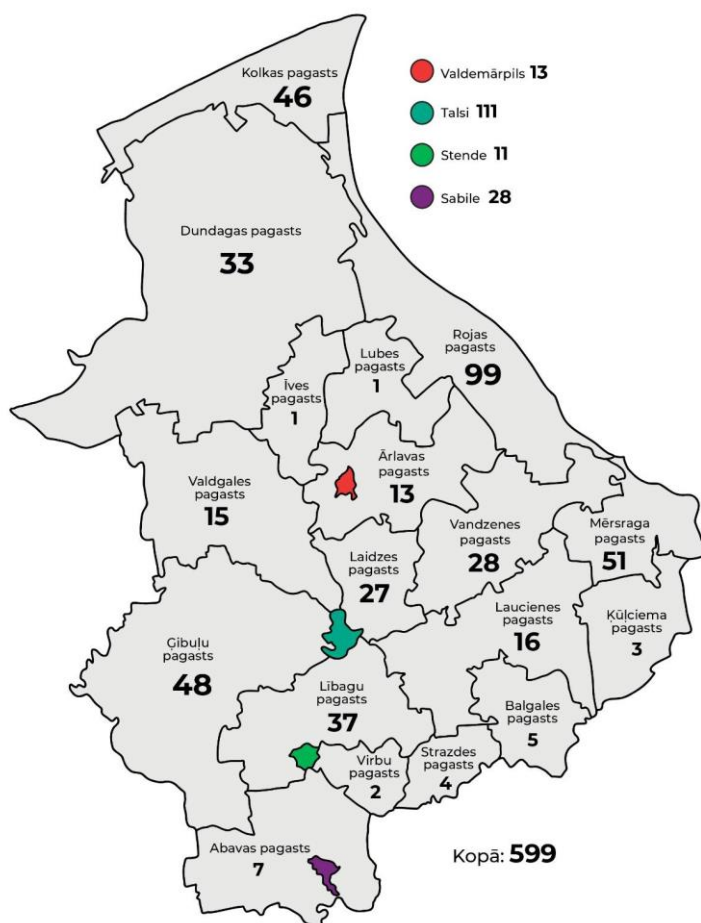 Kolkas pagasts
46
Valdemārpils 13
Talsi 111
Stende 11
Sabile 28
Dundagas pagasts
33
Rojas
pagasts
99
Lubes
pagasts
1
Īves
pagasts
1
Ārlavas
pagasts
13
Valdgales
pagasts
15
Vandzenes
pagasts
28
Mērsraga
pagasts
51
Laidzes
pagasts
27
Laucienes
pagasts
16
Ķūļciema
pagasts
3
Ģibuļu
pagasts
48
Lībagu
pagasts
37
Balgales
pagasts
5
Strazdes
pagasts
4
Virbu
pagasts
2
Abavas pagasts
7
Kopā: 599